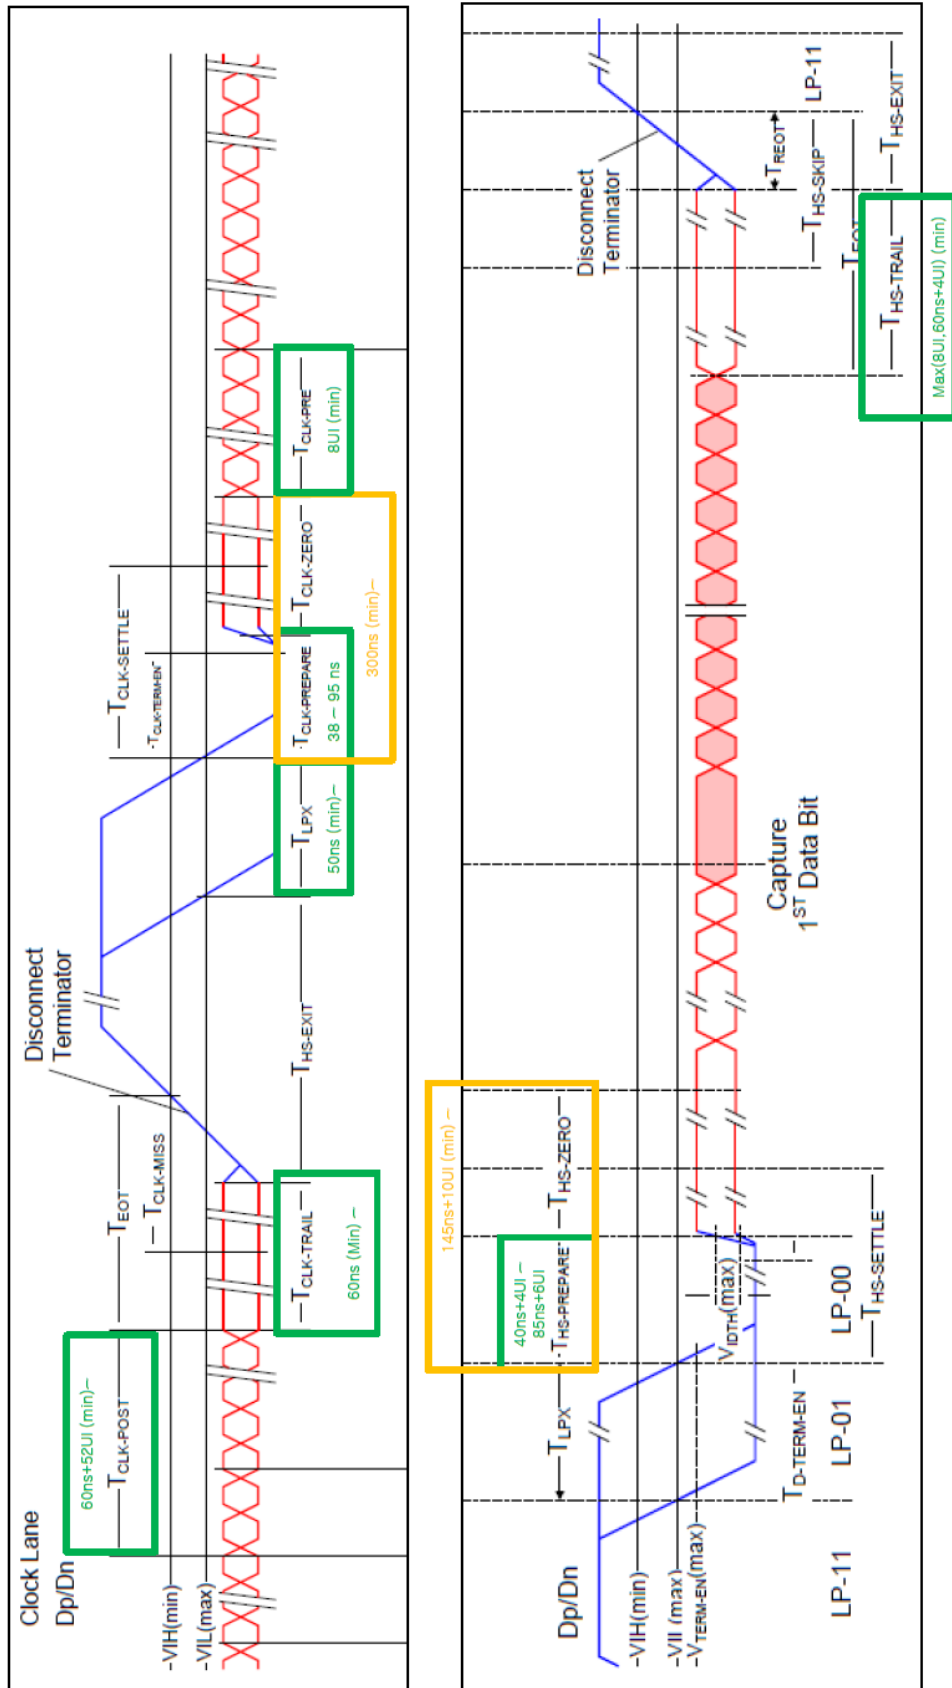 Clock Lane
Dp/Dn
VIH(min)
VIL(max)
60ns+52UI (min)
TCLK-POST
TEOT
TCLK-MISS
TCLK-TRAIL
60ns (Min)
Disconnect
Terminator
THS-EXIT
TLPX
50ns (min)
TCLK-SETTLE
TCLK-TERM-EN
TCLK-PREPARE
38 – 95 ns
TCLK-ZERO
300ns (min)
TCLK-PRE
8UI (min)
Dp/Dn
VIH(min)
VIl (max)
VTERM-EN(max)
TLPX
145ns+10UI (min)
40ns+4UI –
85ns+6UI
THS-PREPARE
THS-ZERO
VIDTH(max)
TD-TERM-EN
LP-11
LP-01
LP-00
THS-SETTLE
Capture
1ST Data Bit
Disconnect
Terminator
TREOT
LP-11
THS-SKIP
TEOT
THS-TRAIL
THS-EXIT
Max(8UI,60ns+4UI) (min)